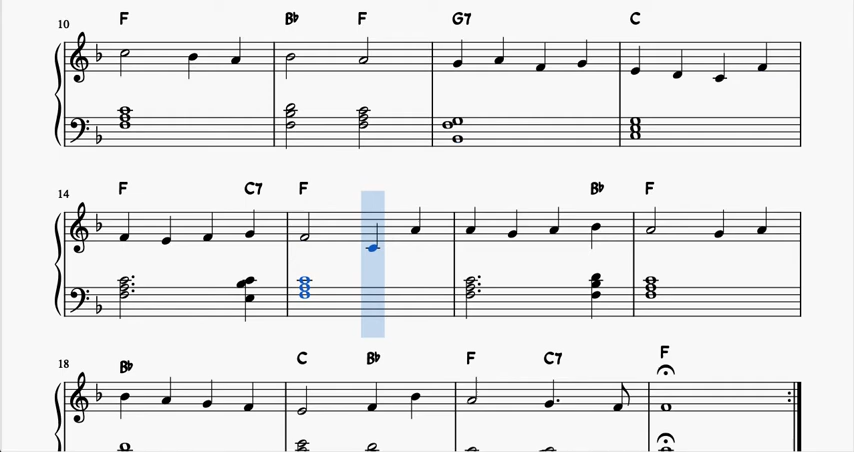 10 F B♭ F G7 C
14 F C7 F B♭ F
18 B♭ C B♭ F C7 F